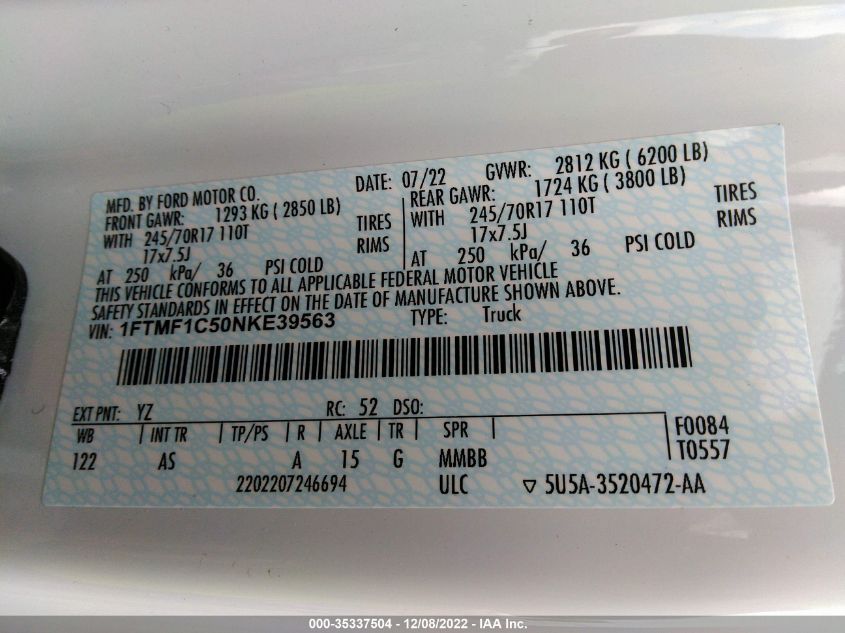 MFD. BY FORD MOTOR CO. DATE: 07/22 GVWR: 2812 KG ( 6200 LB)
FRONT GAWR: 1293 KG ( 2850 LB) REAR GAWR: 1724 KG ( 3800 LB)
WITH 245/70R17 110T TIRES WITH 245/70R17 110T TIRES
17x7.5J RIMS 17x7.5J RIMS
AT 250 kPa/ 36 PSI COLD AT 250 kPa/ 36 PSI COLD
THIS VEHICLE CONFORMS TO ALL APPLICABLE FEDERAL MOTOR VEHICLE
SAFETY STANDARDS IN EFFECT ON THE DATE OF MANUFACTURE SHOWN ABOVE.
VIN: 1FTMF1C50NKE39563 TYPE: Truck
EXT PNT: YZ RC: 52 DSO:
WB INT TR TP/PS R AXLE TR SPR F0084
122 AS A 15 G MMBB T0557
2202207246694 ULC ▽ 5U5A-3520472-AA
000-35337504 - 12/08/2022 - IAA Inc.